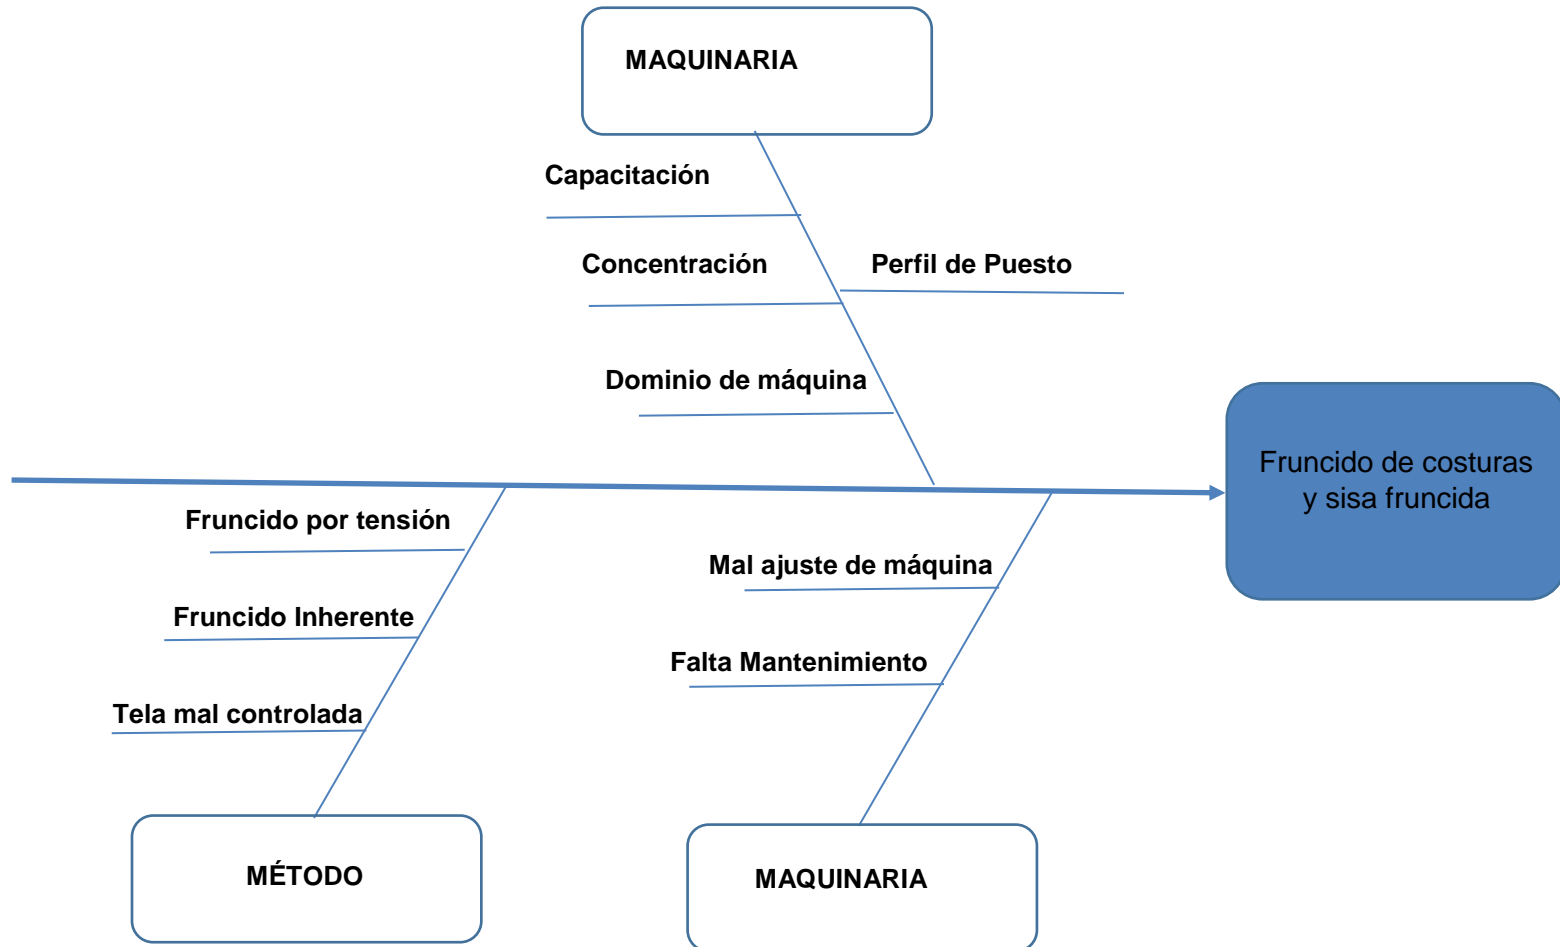 MAQUINARIA
Capacitación
Concentración
Perfil de Puesto
Dominio de máquina
Fruncido de costuras
y sisa fruncida
Fruncido por tensión
Mal ajuste de máquina
Fruncido Inherente
Falta Mantenimiento
Tela mal controlada
MÉTODO
MAQUINARIA